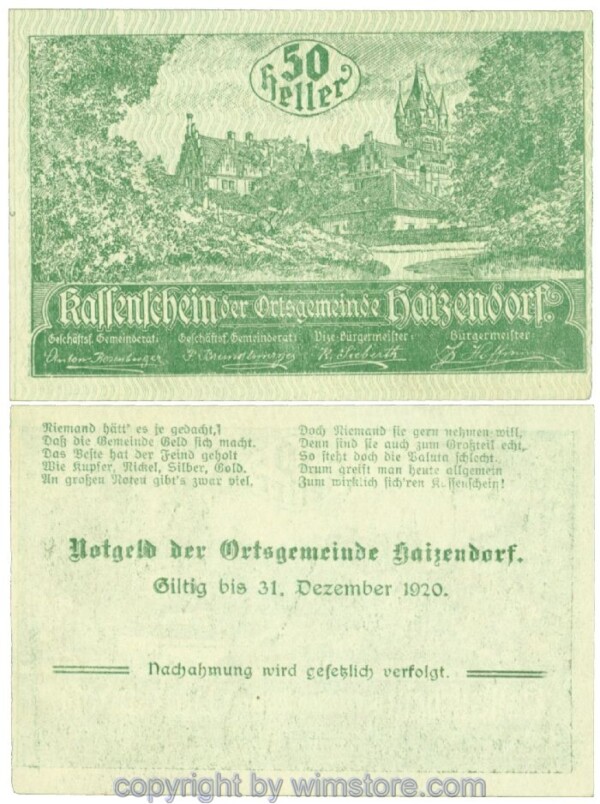 50
Heller
Kassenschein der Ortsgemeinde Haizendorf.
Geschäftsf. Gemeinderat: Geschäftsf. Gemeinderat: Vize-Bürgermeister: Bürgermeister:
Niemand hätt' es je gedacht,
Daß die Gemeinde Geld sich macht.
Das Beste hat der Feind geholt
Wie Kupfer, Nickel, Silber, Gold.
An großen Noten gibt's zwar viel,
Doch Niemand sie gern nehmen will,
Denn sind sie auch zum Großteil echt,
So steht doch die Valuta schlecht.
Drum greift man heute allgemein
Zum wirklich sich'ren K ssenschein!
Notgeld der Ortsgemeinde Haizendorf.
Giltig bis 31. Dezember 1920.
Nachahmung wird gesetzlich verfolgt.
copyright by wimstore.com